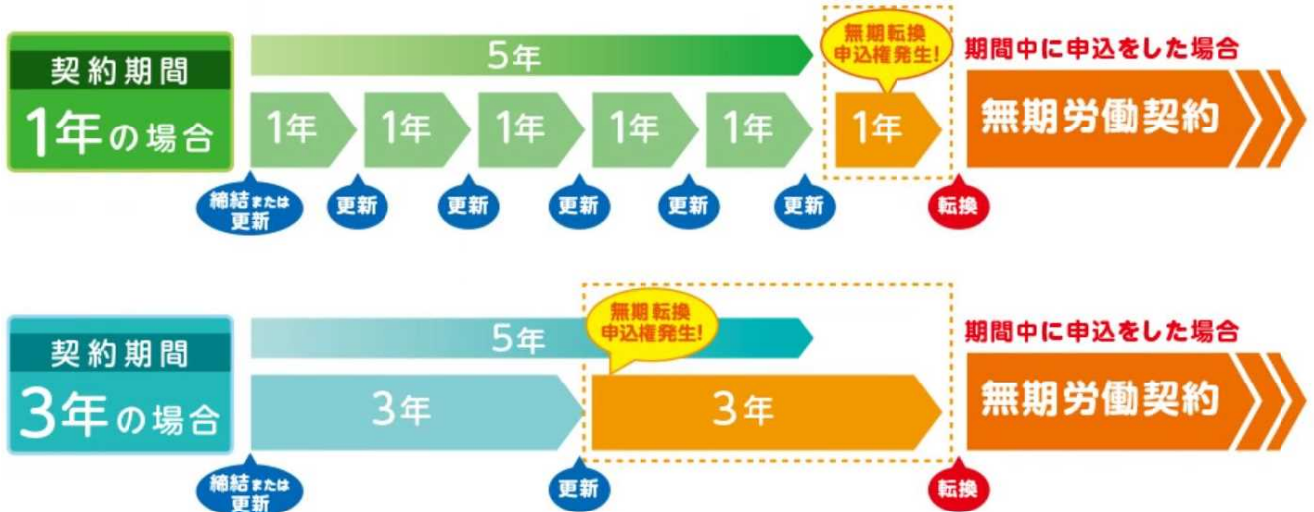 契約期間
1年の場合
5年
無期転換
申込権発生!
期間中に申込をした場合
1年
1年
1年
1年
1年
1年
無期労働契約
締結または
更新
更新
更新
更新
更新
更新
転換
契約期間
3年の場合
5年
無期転換
申込権発生!
期間中に申込をした場合
3年
3年
無期労働契約
締結または
更新
更新
転換